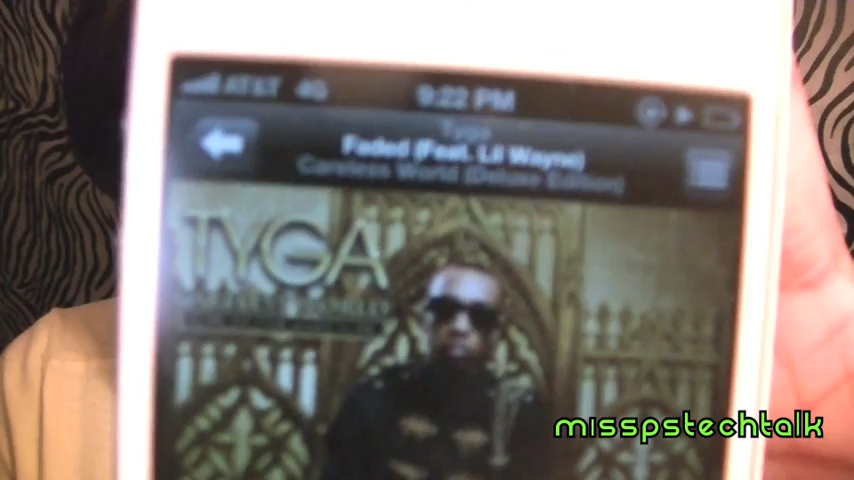 AT&T 4G 9:22 PM
Tyga
Faded (Feat. Lil Wayne)
Careless World (Deluxe Edition)
TYGA
misspstechtalk